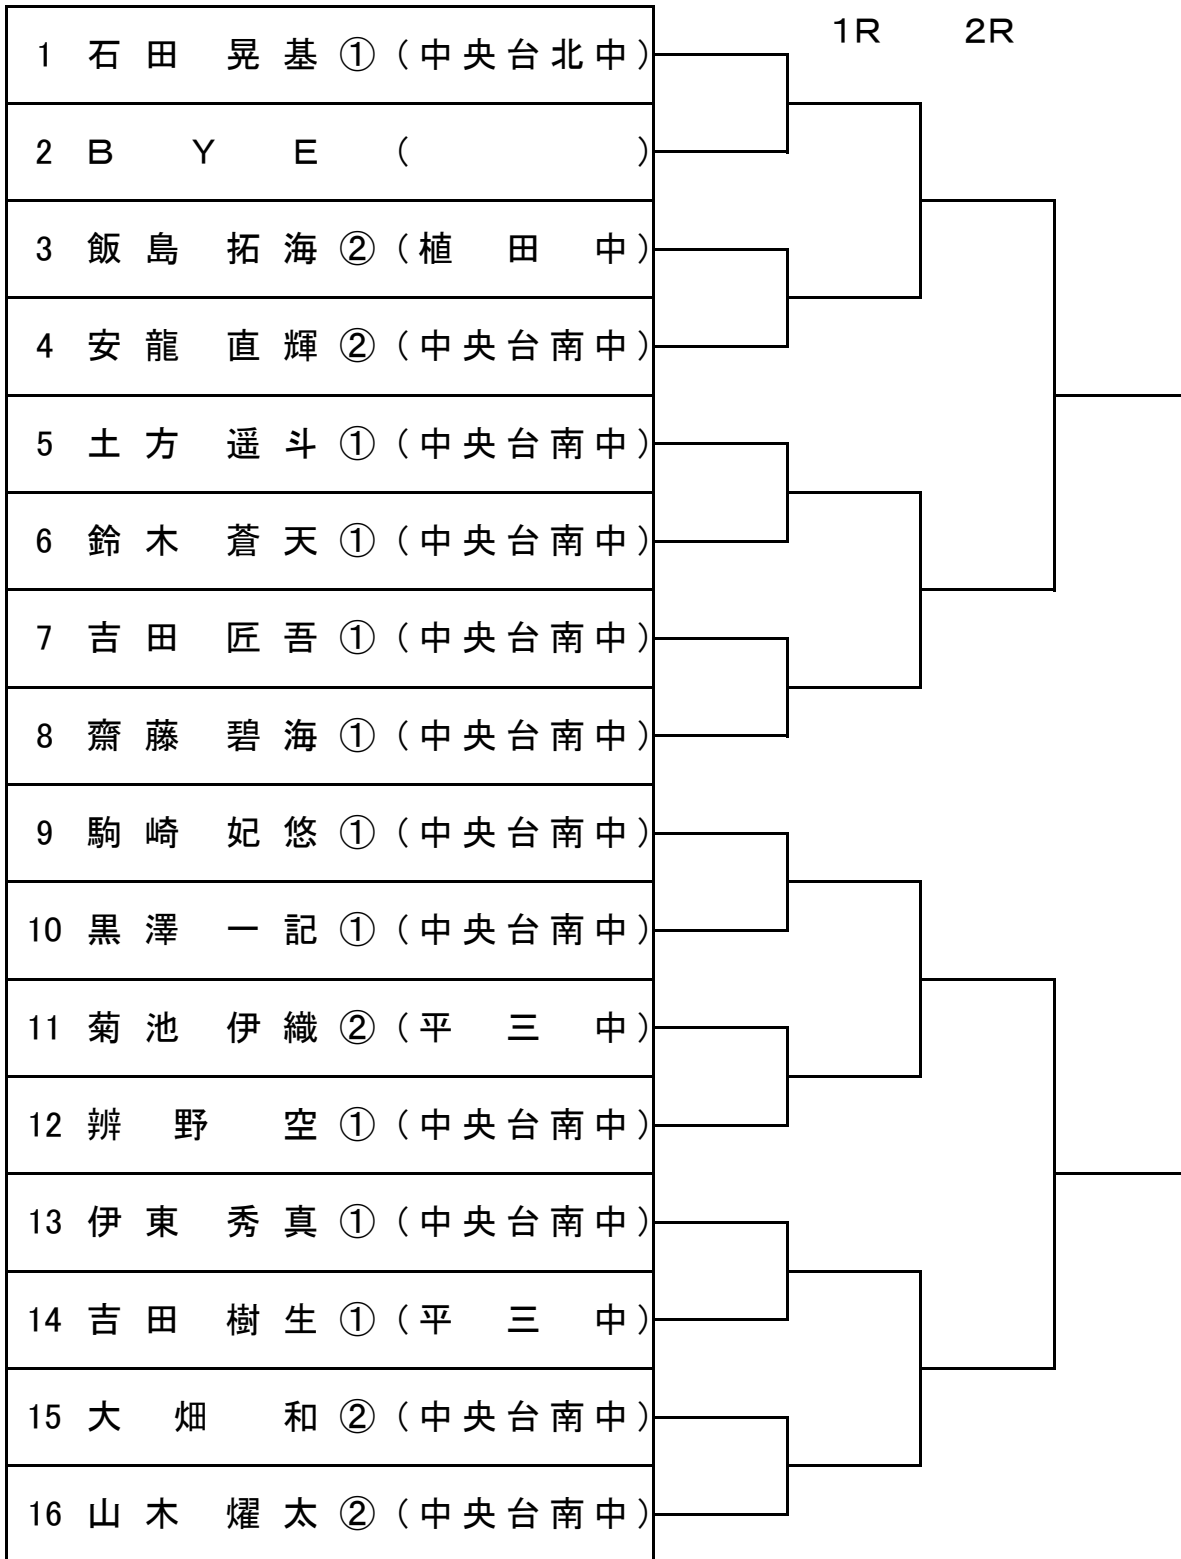 1R 2R
1 石田 晃基 ① (中央台北中)
2 B Y E ( )
3 飯島 拓海 ② (植田中)
4 安龍 直輝 ② (中央台南中)
5 土方 遥斗 ① (中央台南中)
6 鈴木 蒼天 ① (中央台南中)
7 吉田 匠吾 ① (中央台南中)
8 齋藤 碧海 ① (中央台南中)
9 駒崎 妃悠 ① (中央台南中)
10 黒澤 一記 ① (中央台南中)
11 菊池 伊織 ② (平三中)
12 辨野 空 ① (中央台南中)
13 伊東 秀真 ① (中央台南中)
14 吉田 樹生 ① (平三中)
15 大畑 和 ② (中央台南中)
16 山木 燿太 ② (中央台南中)